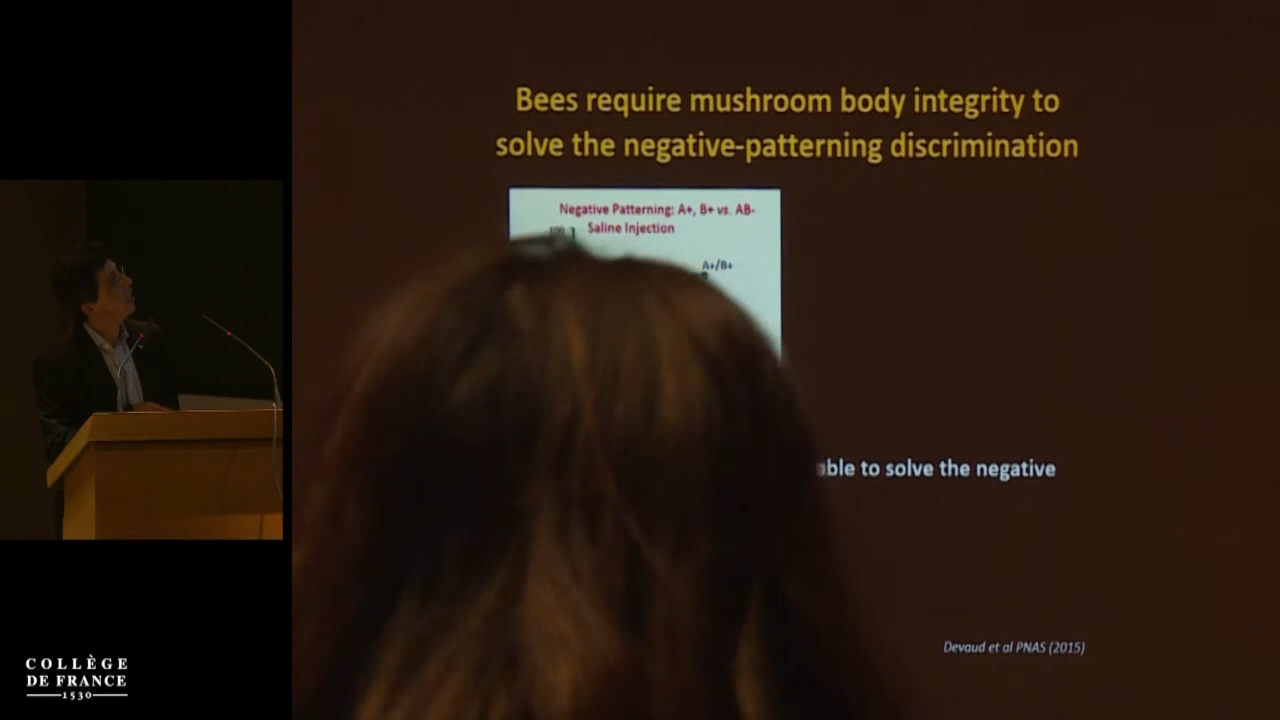 Bees require mushroom body integrity to
solve the negative-patterning discrimination
Negative Patterning: A+, B+ vs. AB-
Saline Injection
100
A+/B+
able to solve the negative
Devaud et al PNAS (2015)
COLLÈGE
DE FRANCE
1530